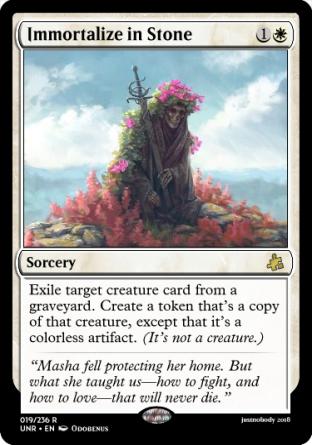 Immortalize in Stone 1
Sorcery
Exile target creature card from a
graveyard. Create a token that's a copy
of that creature, except that it's a
colorless artifact. (It's not a creature.)
“Masha fell protecting her home. But
what she taught us—how to fight, and
how to love—that will never die.”
019/236 R
UNR • EN Odobenus
justnobody 2018